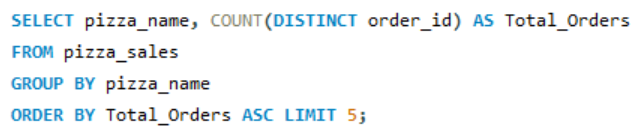 SELECT pizza_name, COUNT(DISTINCT order_id) AS Total_Orders
FROM pizza_sales
GROUP BY pizza_name
ORDER BY Total_Orders ASC LIMIT 5;